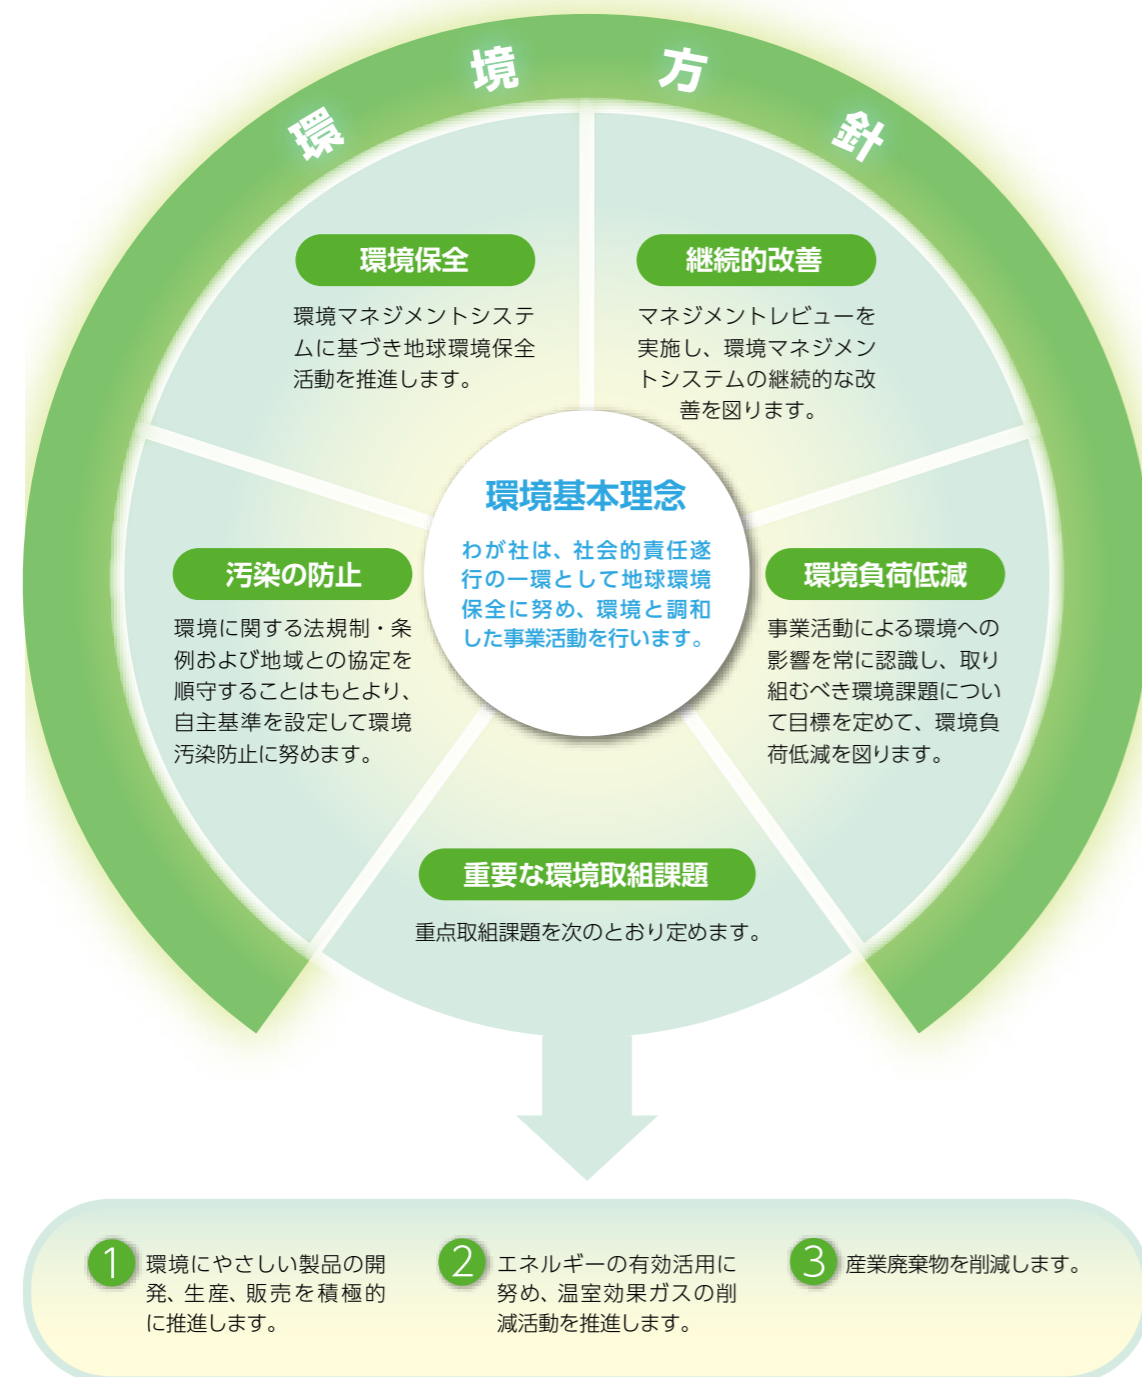 環境方針
環境保全
環境マネジメントシステ
ムに基づき地球環境保全
活動を推進します。
継続的改善
マネジメントレビューを
実施し、環境マネジメン
トシステムの継続的な改
善を図ります。
環境基本理念
わが社は、社会的責任遂
行の一環として地球環境
保全に努め、環境と調和
した事業活動を行います。
汚染の防止
環境に関する法規制・条
例および地域との協定を
順守することはもとより、
自主基準を設定して環境
汚染防止に努めます。
環境負荷低減
事業活動による環境への
影響を常に認識し、取り
組むべき環境課題につい
て目標を定めて、環境負
荷低減を図ります。
重要な環境取組課題
重点取組課題を次のとおり定めます。
1 環境にやさしい製品の開
発、生産、販売を積極的
に推進します。
2 エネルギーの有効活用に
努め、温室効果ガスの削
減活動を推進します。
3 産業廃棄物を削減します。